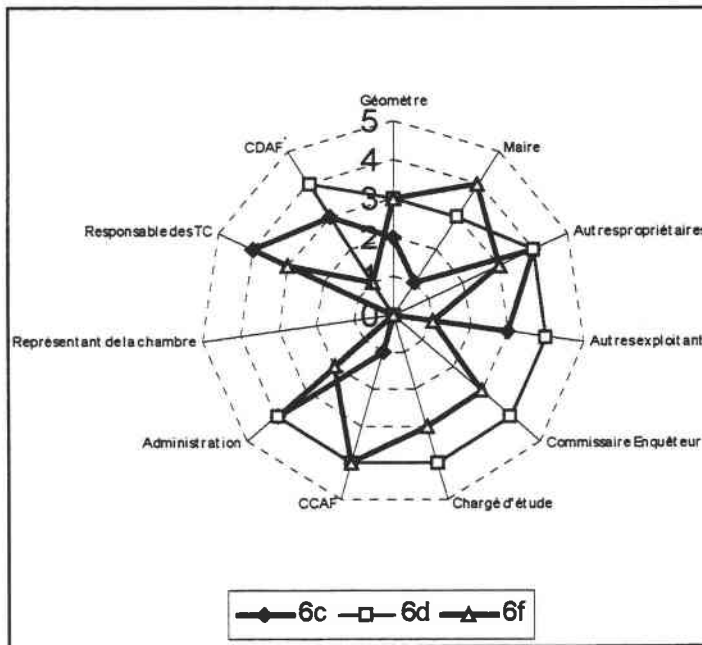 Géomètre
5
CDAF
Maire
4
3
Responsable des TC
Autres propriétaires
2
1
0
Représentant de la chambre
Autres exploitant
Administration
Commissaire Enquêteur
CCAF
Chargé d'étude
6c 6d 6f